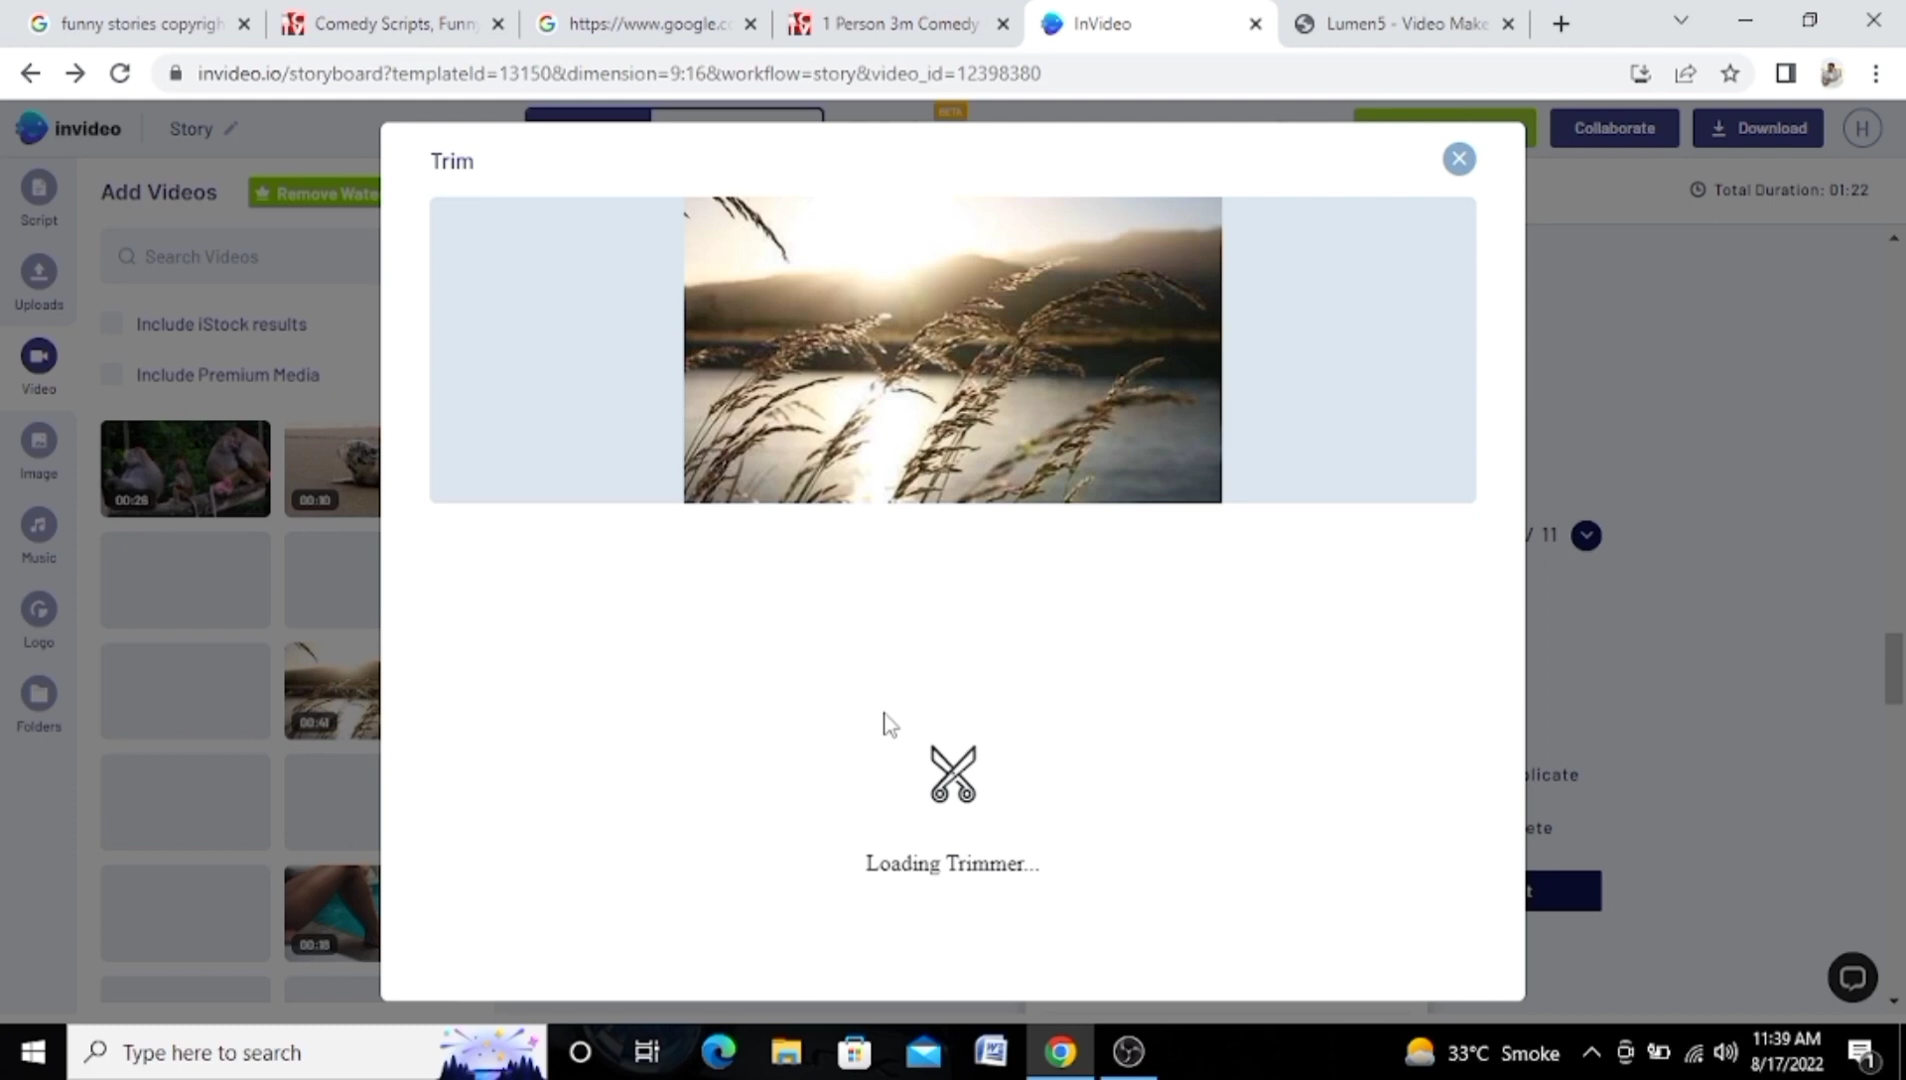 funny stories copyrigh
Comedy Scripts, Funny
https://www.google.co
1 Person 3m Comedy
InVideo
Lumen5 - Video Make
invideo.io/storyboard?templateId=13150&dimension=9:16&workflow=story&video_id=12398380
invideo
Story
BETA
Collaborate
Download
H
Trim
Add Videos
Remove Wate
Total Duration: 01:22
Script
Search Videos
Uploads
Include iStock results
Video
Include Premium Media
Image
00:28
00:10
/ 11
Music
Logo
Folders
00:41
licate
ete
Loading Trimmer...
t
00:18
Type here to search
33°C Smoke
11:39 AM
8/17/2022
1